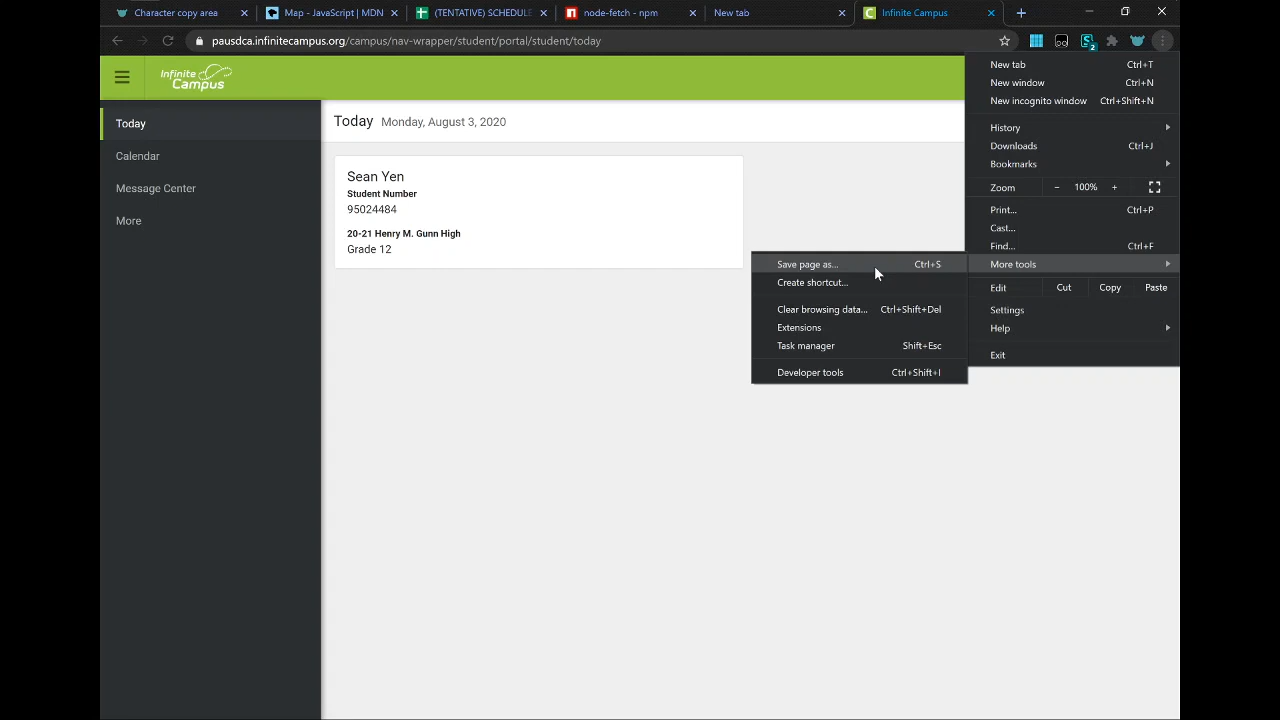 Character copy area
Map - JavaScript | MDN
(TENTATIVE) SCHEDULE
node-fetch - npm
New tab
Infinite Campus
pausdca.infinitecampus.org/campus/nav-wrapper/student/portal/student/today
2
Infinite Campus
Today
Calendar
Message Center
More
Today Monday, August 3, 2020
Sean Yen
Student Number
95024484
20-21 Henry M. Gunn High
Grade 12
New tab Ctrl+T
New window Ctrl+N
New incognito window Ctrl+Shift+N
History
Downloads Ctrl+J
Bookmarks
Zoom − 100% +
Print... Ctrl+P
Cast...
Find... Ctrl+F
More tools
Edit Cut Copy Paste
Settings
Help
Exit
Save page as... Ctrl+S
Create shortcut...
Clear browsing data... Ctrl+Shift+Del
Extensions
Task manager Shift+Esc
Developer tools Ctrl+Shift+I